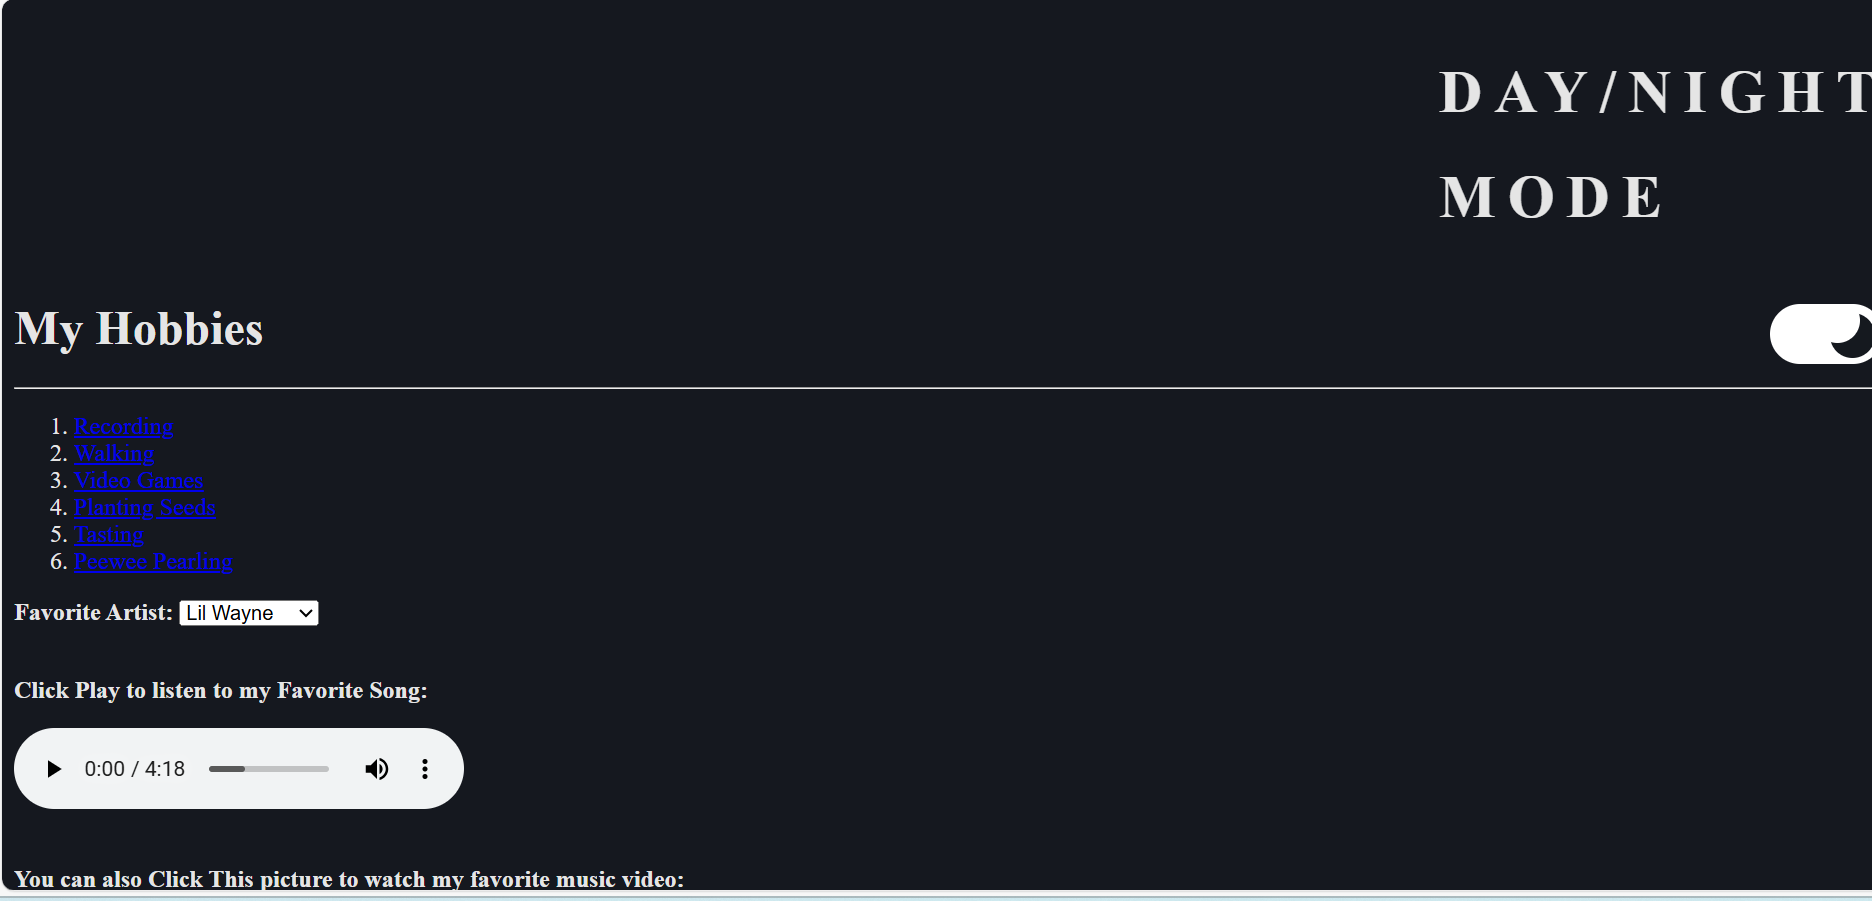 DAY/NIGHT
MODE
My Hobbies
1. Recording
2. Walking
3. Video Games
4. Planting Seeds
5. Tasting
6. Peewee Pearling
Favorite Artist: Lil Wayne
Click Play to listen to my Favorite Song:
0:00 / 4:18
You can also Click This picture to watch my favorite music video: